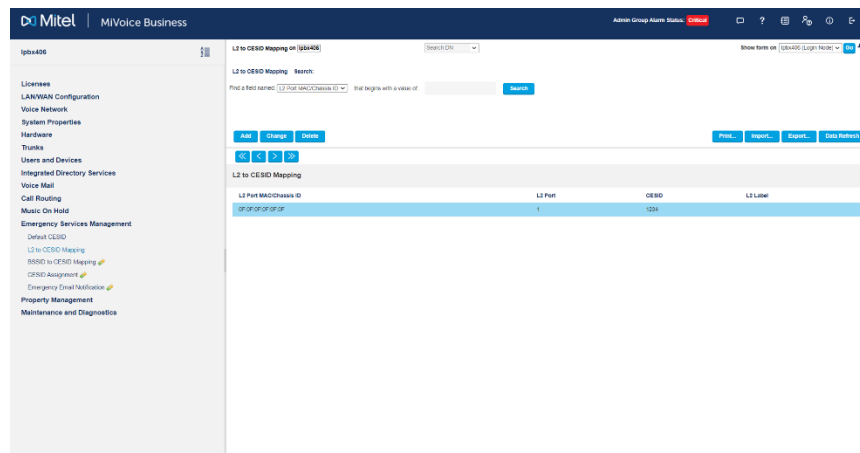 Mitel | MiVoice Business
Admin Group Alarm Status: Critical
Ipbx406
L2 to CESID Mapping on Ipbx406
Search DN
Show form on Ipbx406 (Login Node) Go
L2 to CESID Mapping Search:
Find a field named: L2 Port MAC/Chassis ID that begins with a value of: Search
Add Change Delete Print... Import... Export... Data Refresh
L2 to CESID Mapping
L2 Port MAC/Chassis ID L2 Port CESID L2 Label
0F:0F:0F:0F:0F:0F 1 1234
Licenses
LAN/WAN Configuration
Voice Network
System Properties
Hardware
Trunks
Users and Devices
Integrated Directory Services
Voice Mail
Call Routing
Music On Hold
Emergency Services Management
Default CESID
L2 to CESID Mapping
BSSID to CESID Mapping
CESID Assignment
Emergency Email Notification
Property Management
Maintenance and Diagnostics